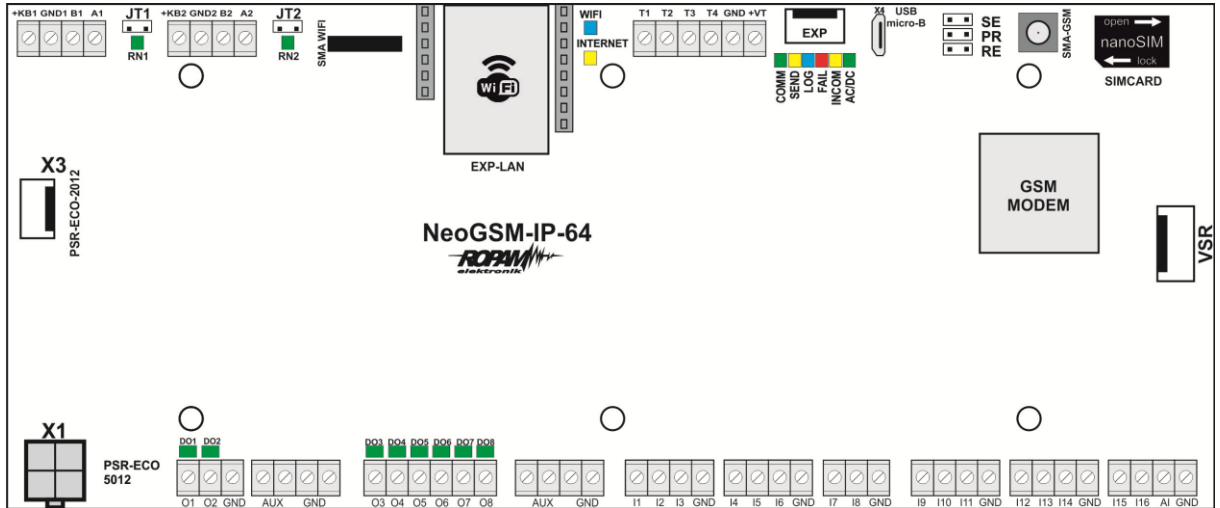 +KB1 GND1 B1 A1
JT1
RN1
+KB2 GND2 B2 A2
JT2
RN2
SMA WIFI
WiFi
EXP-LAN
WIFI
INTERNET
T1 T2 T3 T4 GND +VT
EXP
COMM
SEND
LOG
FAIL
INCOM
AC/DC
X4 USB
micro-B
SE
PR
RE
SMA-GSM
open
nanoSIM
lock
SIMCARD
X3
PSR-ECO-2012
GSM
MODEM
VSR
NeoGSM-IP-64
ROPAM
elektronik
X1
PSR-ECO
5012
DO1 DO2
O1 O2 GND
AUX GND
DO3 DO4 DO5 DO6 DO7 DO8
O3 O4 O5 O6 O7 O8
AUX GND
I1 I2 I3 GND
I4 I5 I6 GND
I7 I8 GND
I9 I10 I11 GND
I12 I13 I14 GND
I15 I16 AI GND